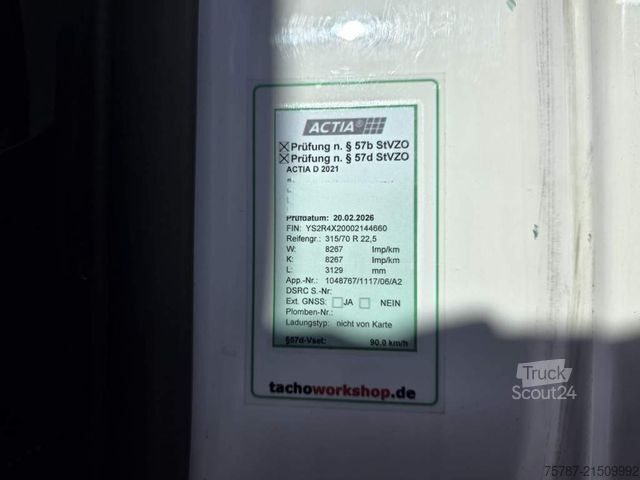 ACTIA®
☒ Prüfung n. § 57b StVZO
☒ Prüfung n. § 57d StVZO
ACTIA D 2021
Prüfdatum: 20.02.2026
FIN: YS2R4X20002144660
Reifengr.: 315/70 R 22,5
W: 8267 Imp/km
K: 8267 Imp/km
L: 3129 mm
App.-Nr.: 1048767/1117/06/A2
DSRC S.-Nr:
Ext. GNSS: ☐ JA ☐ NEIN
Plomben-Nr.:
Ladungstyp: nicht von Karte
§57d-Vset: 90.0 km/h
tachoworkshop.de
Truck
Scout24
75787-21509992